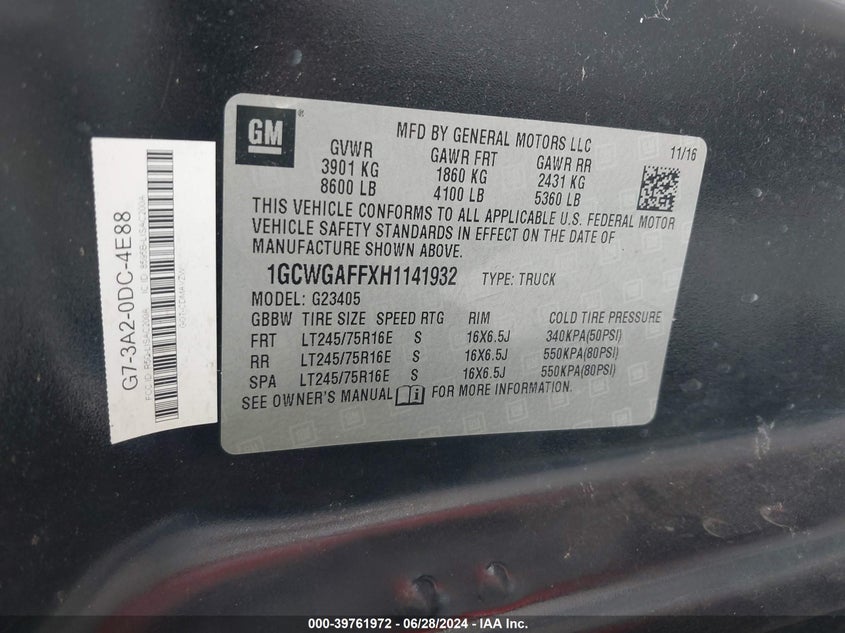 GM
MFD BY GENERAL MOTORS LLC
11/16
GVWR GAWR FRT GAWR RR
3901 KG 1860 KG 2431 KG
8600 LB 4100 LB 5360 LB
THIS VEHICLE CONFORMS TO ALL APPLICABLE U.S. FEDERAL MOTOR
VEHICLE SAFETY STANDARDS IN EFFECT ON THE DATE OF
MANUFACTURE SHOWN ABOVE.
1GCWGAFFXH1141932 TYPE: TRUCK
MODEL: G23405
GBBW TIRE SIZE SPEED RTG RIM COLD TIRE PRESSURE
FRT LT245/75R16E S 16X6.5J 340KPA(50PSI)
RR LT245/75R16E S 16X6.5J 550KPA(80PSI)
SPA LT245/75R16E S 16X6.5J 550KPA(80PSI)
SEE OWNER'S MANUAL FOR MORE INFORMATION.
G7-3A2-0DC-4E88
000-39761972 / 06/28/2024 - IAA Inc.